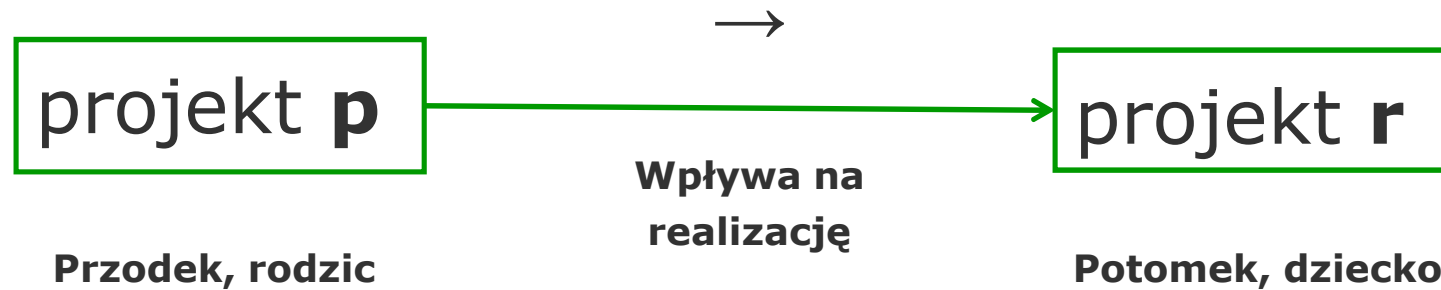 →
projekt p
projekt r
Wpływa na
realizację
Przodek, rodzic
Potomek, dziecko